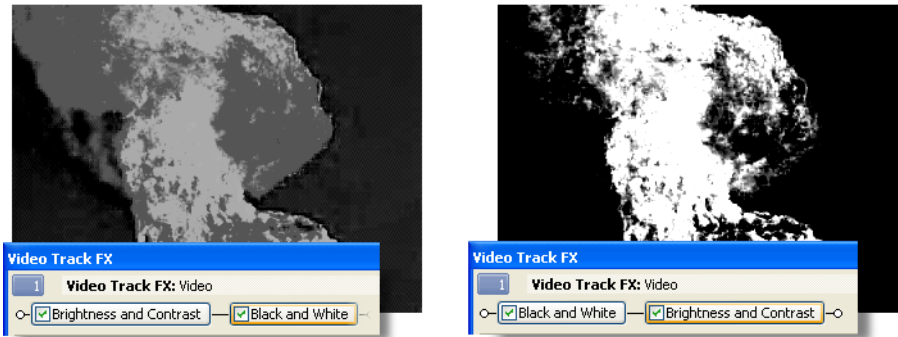 Video Track FX
1 Video Track FX: Video
Brightness and Contrast Black and White
Video Track FX
1 Video Track FX: Video
Black and White Brightness and Contrast